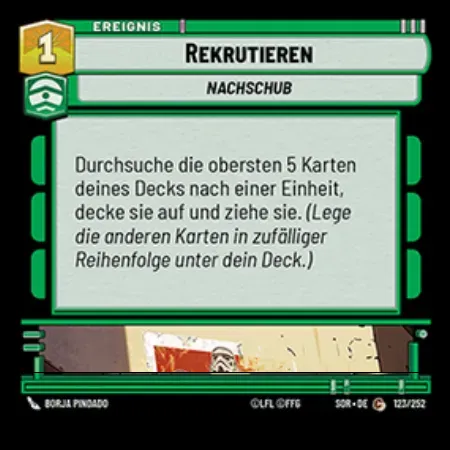 EREIGNIS
1
REKRUTIEREN
NACHSCHUB
Durchsuche die obersten 5 Karten
deines Decks nach einer Einheit,
decke sie auf und ziehe sie. (Lege
die anderen Karten in zufälliger
Reihenfolge unter dein Deck.)
BORJA PINDADO ©LFL ©FFG SOR • DE C 123/252